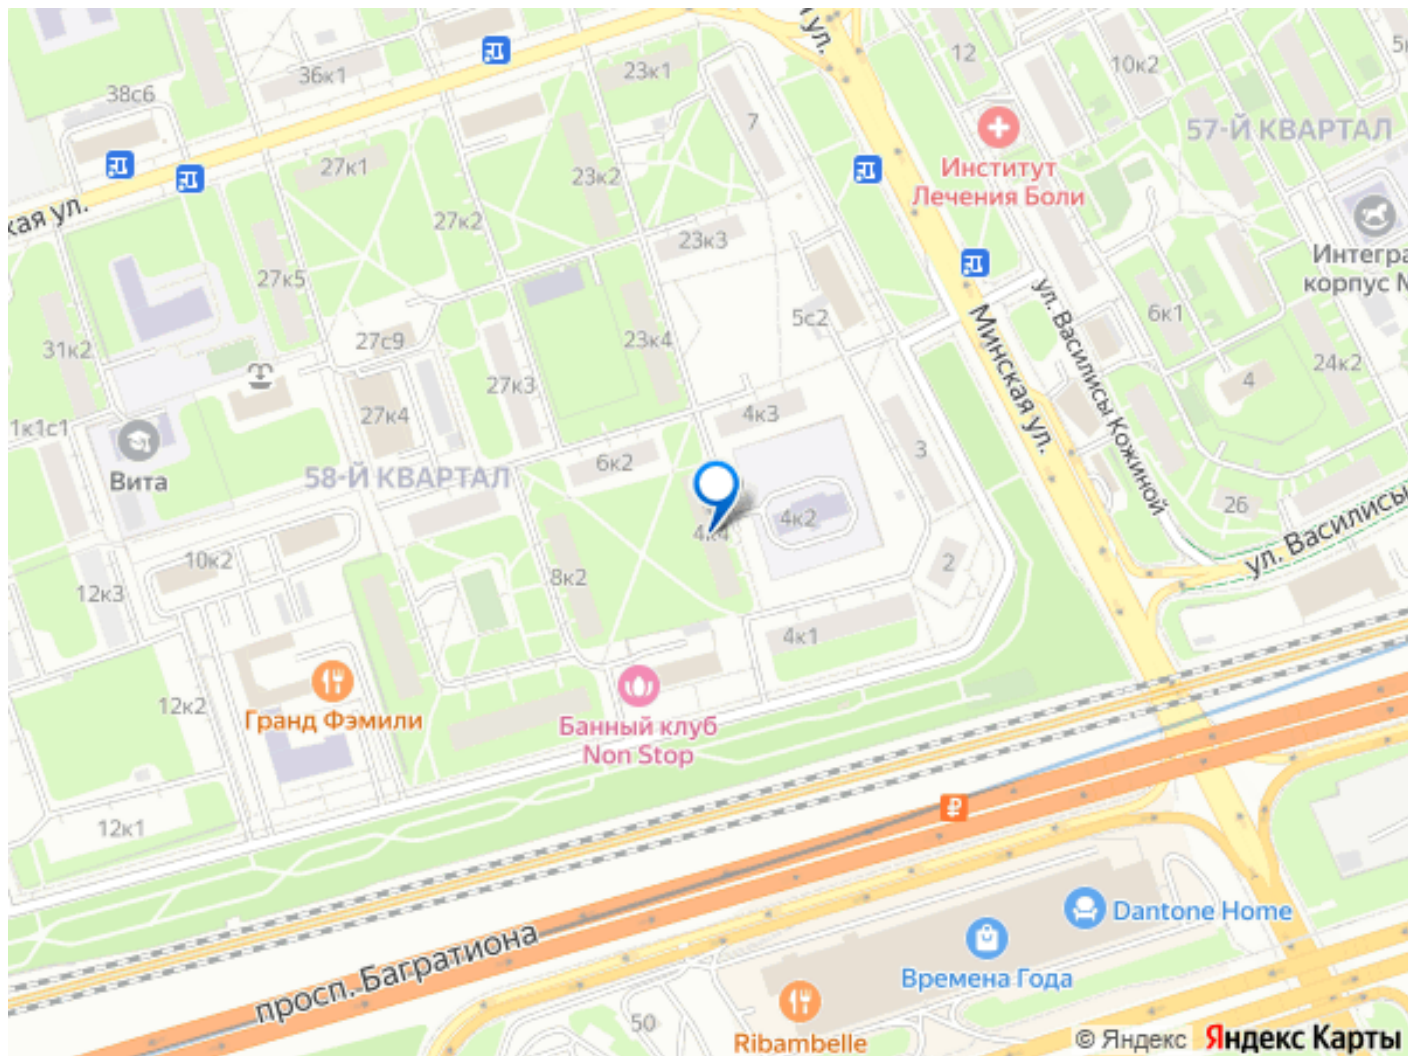 38с6
36к1
23к1
ул.
12
10к2
7
57-Й КВАРТАЛ
Институт
Лечения Боли
27к1
23к2
кая ул.
27к2
23к3
Интегра
корпус N
27к5
5с2
ул. Василисы Кожиной
6к1
31к2
27с9
23к4
Минская ул.
24к2
27к3
4
1к1с1
27к4
4к3
3
Вита
58-Й КВАРТАЛ
6к2
26
4к2
4к4
ул. Василисы
10к2
8к2
2
12к3
4к1
12к2
Гранд Фэмили
Банный клуб
Non Stop
12к1
просп. Багратиона
Dantone Home
Времена Года
50
Ribambelle
© Яндекс Яндекс Карты